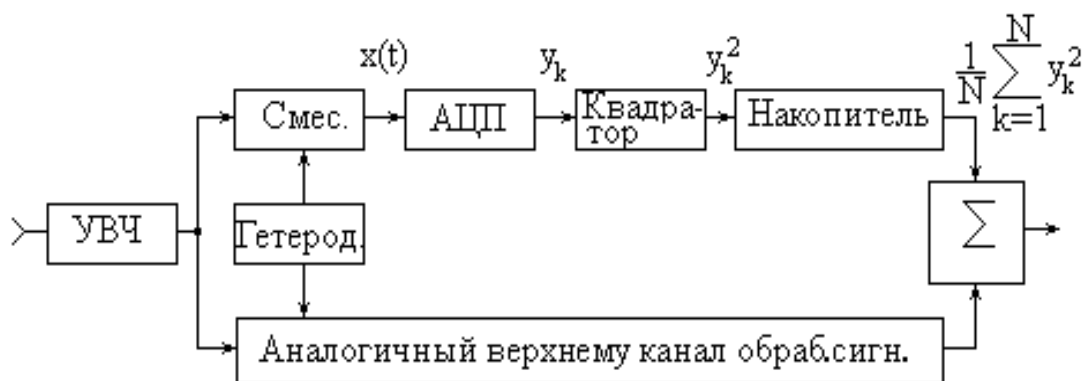 x(t)
y_k
y_k^2
1/N N∑k=1 y_k^2
Смес.
АЦП
Квадра-
тор
Накопитель
УВЧ
Гетерод.
∑
Аналогичный верхнему канал обраб.сигн.